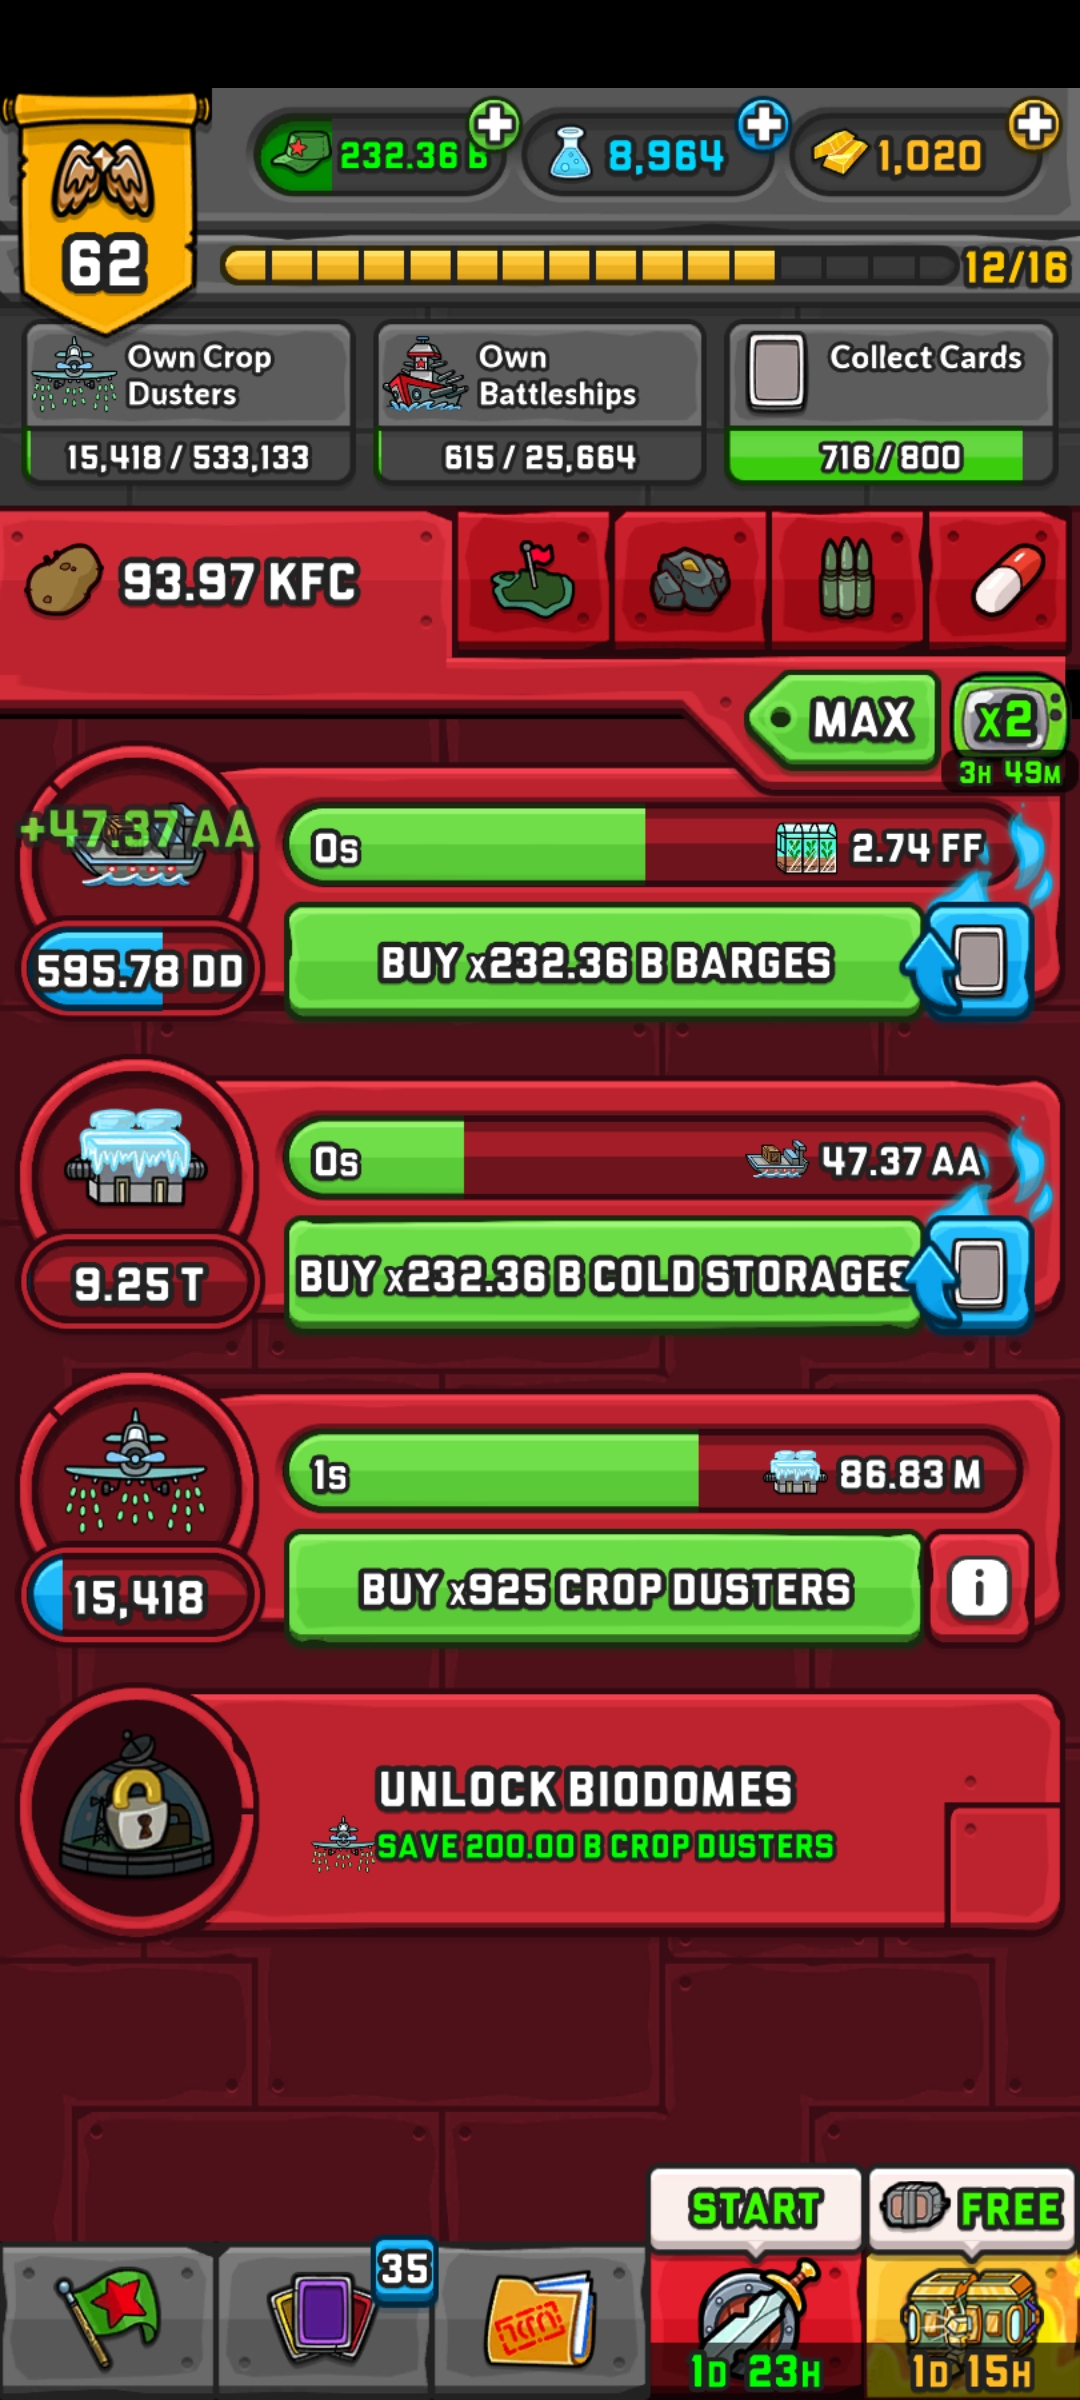 62
232.36 B
8,964
1,020
12/16
Own Crop
Dusters
15,418 / 533,133
Own
Battleships
615 / 25,664
Collect Cards
716 / 800
93.97 KFC
MAX
x2
3H 49M
+47.37 AA
0s
2.74 FF
595.78 DD
BUY x232.36 B BARGES
0s
47.37 AA
9.25 T
BUY x232.36 B COLD STORAGES
1s
86.83 M
15,418
BUY x925 CROP DUSTERS
i
UNLOCK BIODOMES
SAVE 200.00 B CROP DUSTERS
START
FREE
35
1D 23H
1D 15H